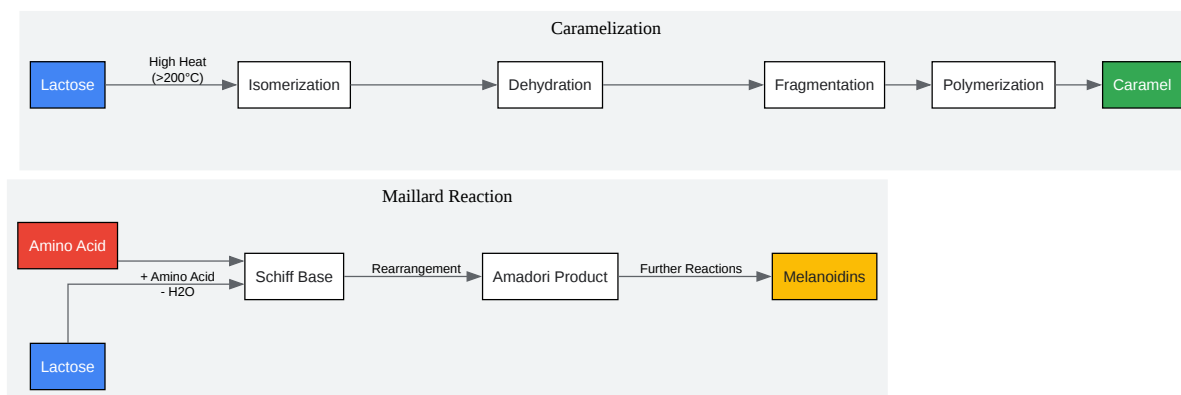 Caramelization
High Heat
(>200°C)
Lactose
Isomerization
Dehydration
Fragmentation
Polymerization
Caramel
Maillard Reaction
Amino Acid
+ Amino Acid
- H2O
Schiff Base
Rearrangement
Amadori Product
Further Reactions
Melanoidins
Lactose